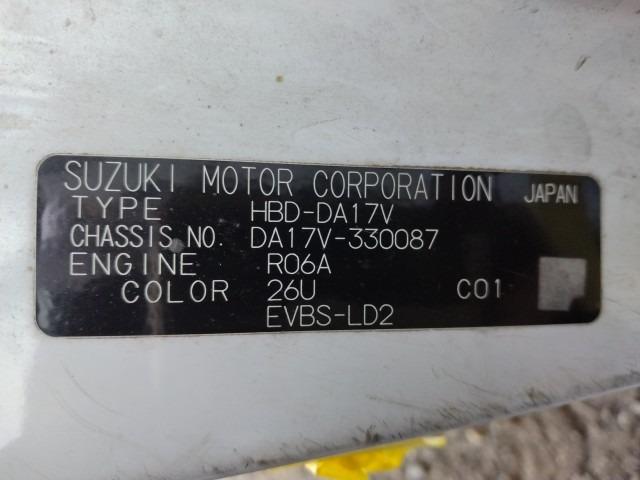 SUZUKI MOTOR CORPORATION JAPAN
TYPE HBD-DA17V
CHASSIS NO. DA17V-330087
ENGINE R06A
COLOR 26U C01
EVBS-LD2